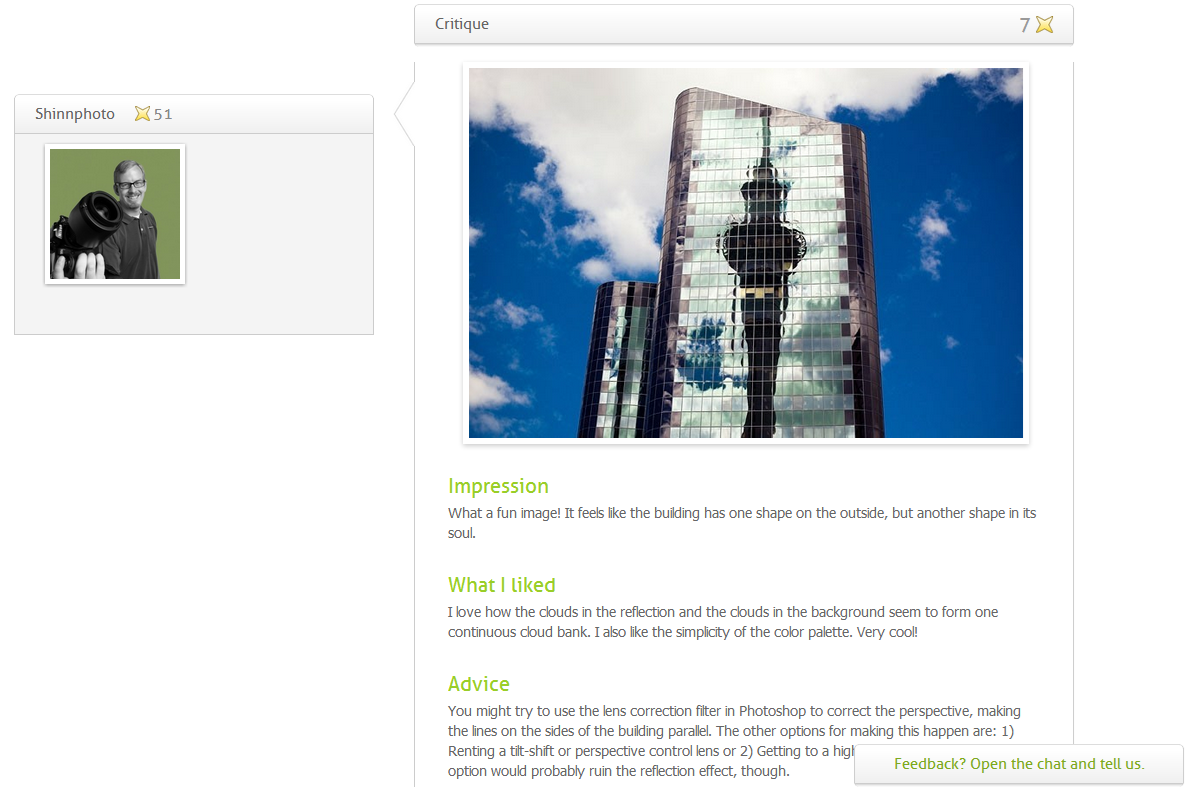 Critique 7
Shinnphoto 51
Impression
What a fun image! It feels like the building has one shape on the outside, but another shape in its
soul.
What I liked
I love how the clouds in the reflection and the clouds in the background seem to form one
continuous cloud bank. I also like the simplicity of the color palette. Very cool!
Advice
You might try to use the lens correction filter in Photoshop to correct the perspective, making
the lines on the sides of the building parallel. The other options for making this happen are: 1)
Renting a tilt-shift or perspective control lens or 2) Getting to a
option would probably ruin the reflection effect, though.
Feedback? Open the chat and tell us.